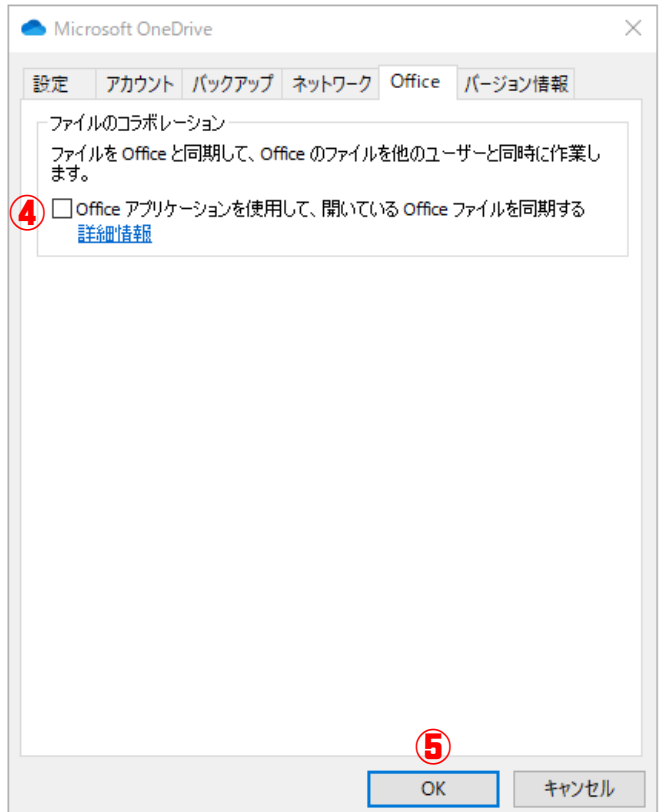 Microsoft OneDrive
設定 アカウント バックアップ ネットワーク Office バージョン情報
ファイルのコラボレーション
ファイルを Office と同期して、Office のファイルを他のユーザーと同時に作業し
ます。
④ Office アプリケーションを使用して、開いている Office ファイルを同期する
詳細情報
⑤
OK キャンセル